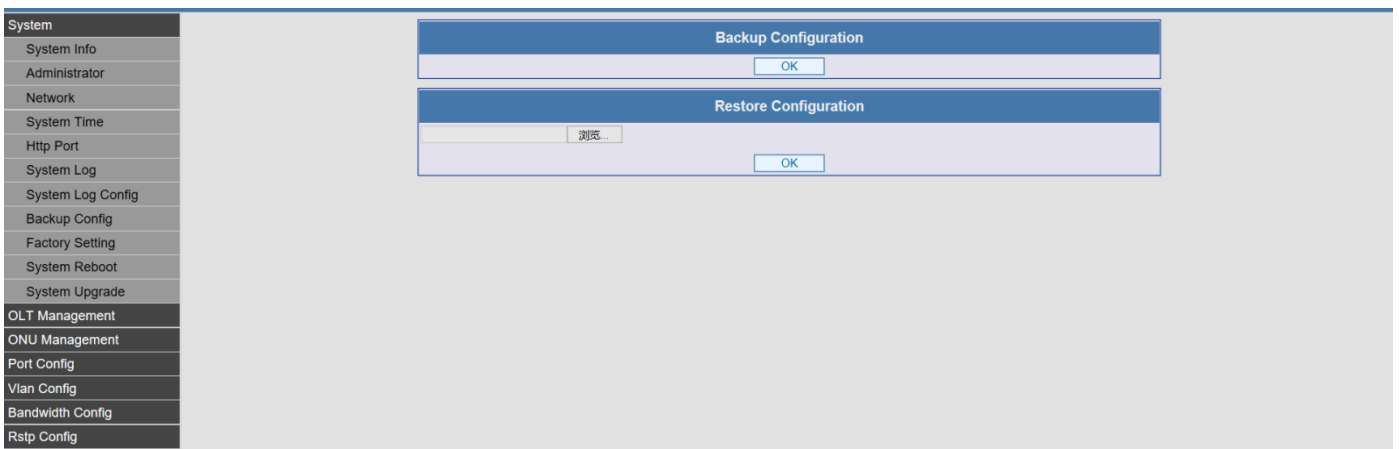 System
System Info
Administrator
Network
System Time
Http Port
System Log
System Log Config
Backup Config
Factory Setting
System Reboot
System Upgrade
OLT Management
ONU Management
Port Config
Vlan Config
Bandwidth Config
Rstp Config
Backup Configuration
OK
Restore Configuration
浏览...
OK